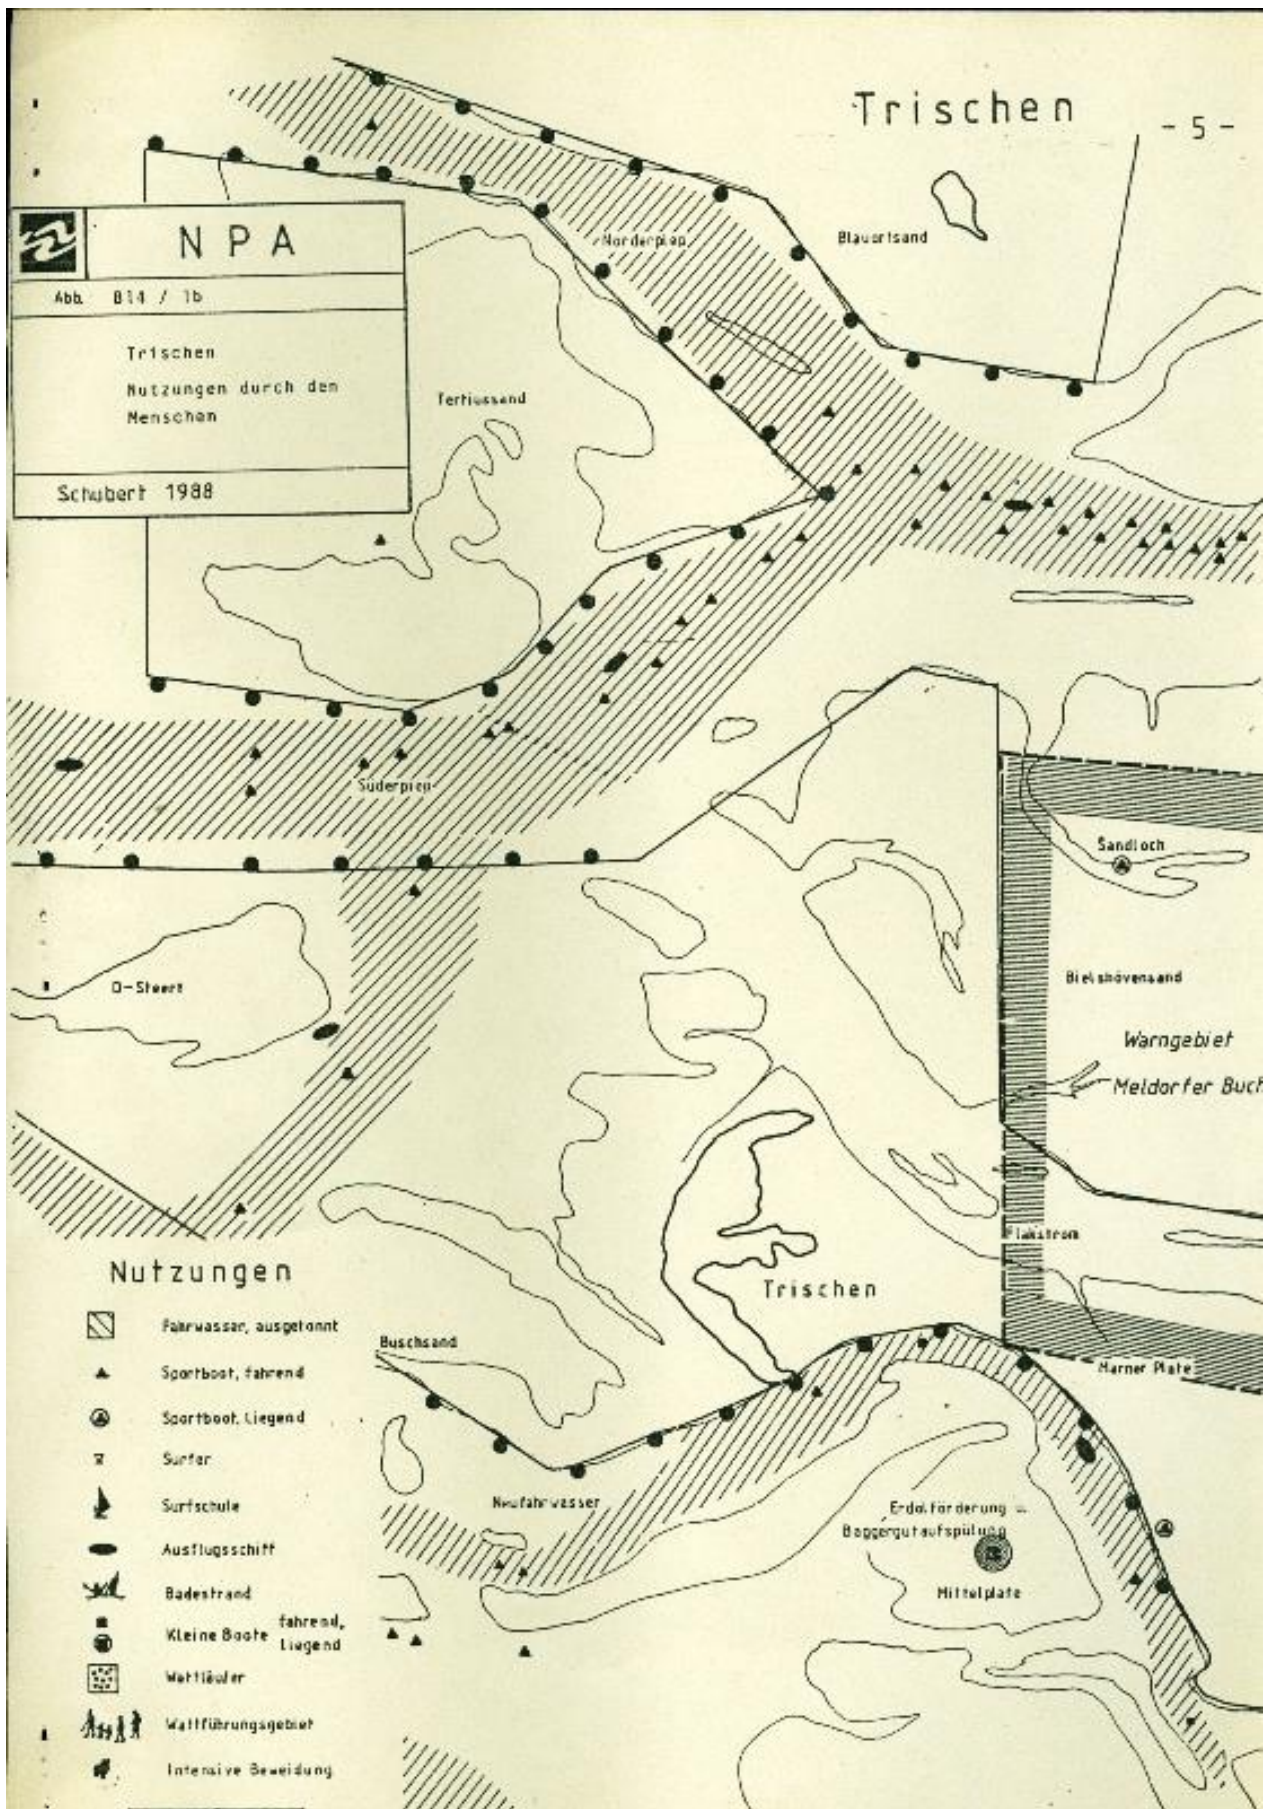 Trischen
- 5 -
NPA
Abb. B14 / 1b
Trischen
Nutzungen durch den
Menschen
Schubert 1988
Norderpiep
Blauortsand
Tertiussand
Süderpiep
Sandloch
D-Steert
Bielshövensand
Warngebiet
Meldorfer Buch
Flakstrom
Trischen
Buschsand
Marner Plate
Neufahrwasser
Erdölförderung u.
Baggergutaufspülung
Mittelplate
Nutzungen
Fahrwasser, ausgetonnt
Sportboot, fahrend
Sportboot, liegend
Surfer
Surfschule
Ausflugsschiff
Badestrand
Kleine Boote fahrend,
liegend
Wattläufer
Wattführungsgebiet
Intensive Beweidung